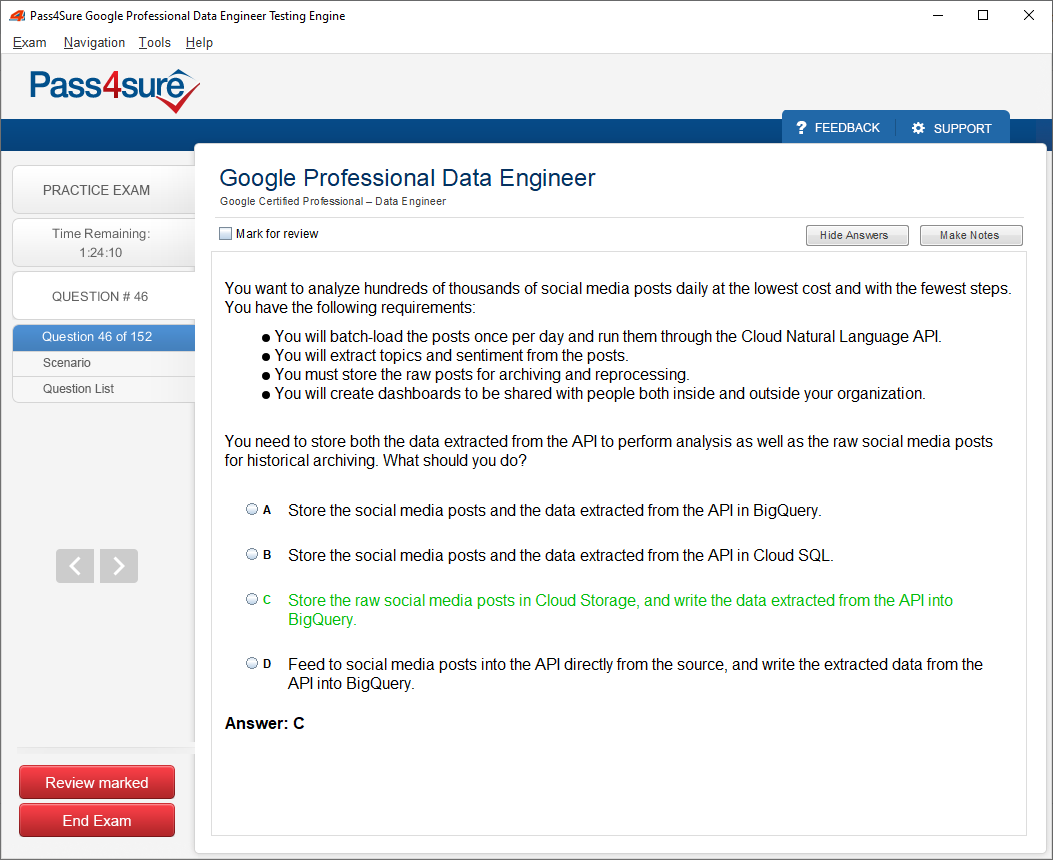 Pass4Sure Google Professional Data Engineer Testing Engine
Exam Navigation Tools Help
Pass4sure
? FEEDBACK SUPPORT
PRACTICE EXAM
Time Remaining:
1:24:10
QUESTION # 46
Question 46 of 152
Scenario
Question List
Review marked
End Exam
Google Professional Data Engineer
Google Certified Professional – Data Engineer
Mark for review
Hide Answers Make Notes
You want to analyze hundreds of thousands of social media posts daily at the lowest cost and with the fewest steps.
You have the following requirements:
● You will batch-load the posts once per day and run them through the Cloud Natural Language API.
● You will extract topics and sentiment from the posts.
● You must store the raw posts for archiving and reprocessing.
● You will create dashboards to be shared with people both inside and outside your organization.
You need to store both the data extracted from the API to perform analysis as well as the raw social media posts
for historical archiving. What should you do?
A Store the social media posts and the data extracted from the API in BigQuery.
B Store the social media posts and the data extracted from the API in Cloud SQL.
C Store the raw social media posts in Cloud Storage, and write the data extracted from the API into
BigQuery.
D Feed to social media posts into the API directly from the source, and write the extracted data from the
API into BigQuery.
Answer: C